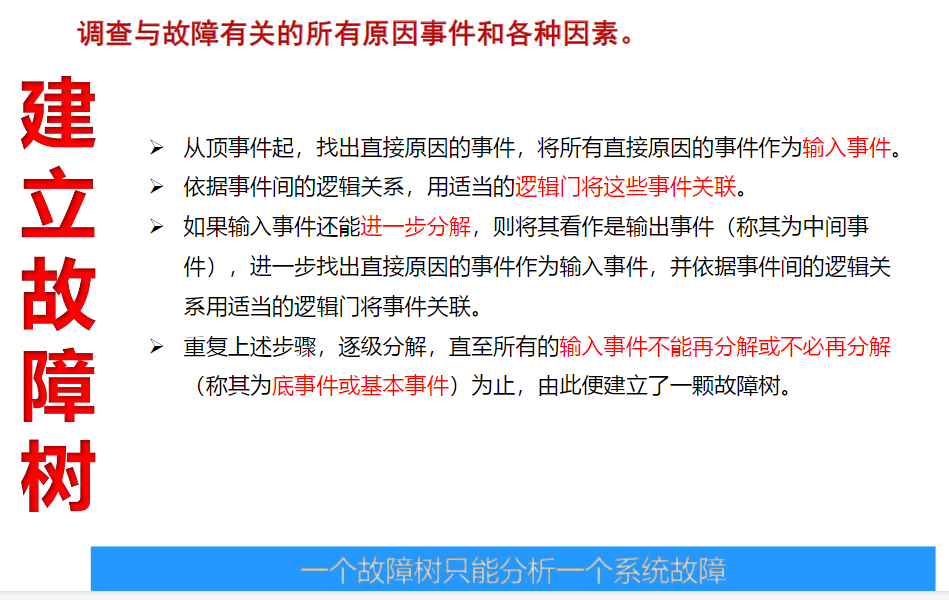 调查与故障有关的所有原因事件和各种因素。
建立故障树
➢ 从顶事件起，找出直接原因的事件，将所有直接原因的事件作为输入事件。
➢ 依据事件间的逻辑关系，用适当的逻辑门将这些事件关联。
➢ 如果输入事件还能进一步分解，则将其看作是输出事件（称其为中间事
件），进一步找出直接原因的事件作为输入事件，并依据事件间的逻辑关
系用适当的逻辑门将事件关联。
➢ 重复上述步骤，逐级分解，直至所有的输入事件不能再分解或不必再分解
（称其为底事件或基本事件）为止，由此便建立了一颗故障树。
一个故障树只能分析一个系统故障